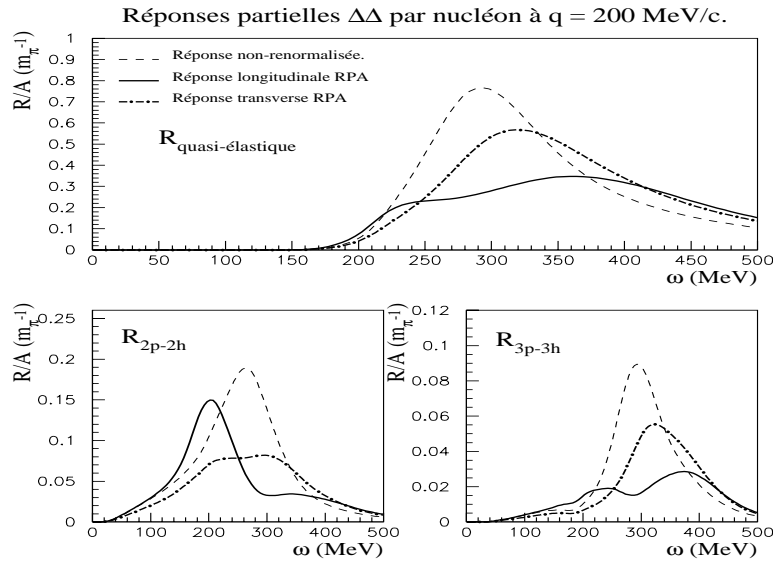 Réponses partielles ΔΔ par nucléon à q = 200 MeV/c.
R/A (m_π^-1)
1
0.9
0.8
0.7
0.6
0.5
0.4
0.3
0.2
0.1
0
Réponse non-renormalisée.
Réponse longitudinale RPA
Réponse transverse RPA
R_quasi-élastique
0 50 100 150 200 250 300 350 400 450 500
ω (MeV)
R/A (m_π^-1)
0.25
0.2
0.15
0.1
0.05
0
R_2p-2h
0 100 200 300 400 500
ω (MeV)
R/A (m_π^-1)
0.12
0.1
0.08
0.06
0.04
0.02
0
R_3p-3h
0 100 200 300 400 500
ω (MeV)